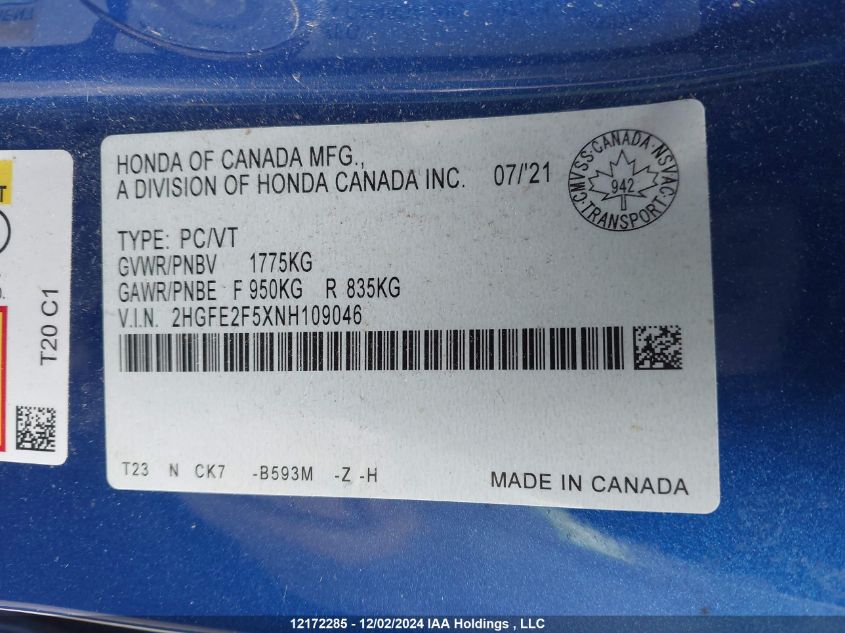 HONDA OF CANADA MFG.,
A DIVISION OF HONDA CANADA INC. 07/'21
CMVSS·CANADA·NSVAC·TRANSPORT
942
TYPE: PC/VT
GVWR/PNBV 1775KG
GAWR/PNBE F 950KG R 835KG
V.I.N. 2HGFE2F5XNH109046
T23 N CK7 -B593M -Z -H
MADE IN CANADA
T20 C1
12172285 - 12/02/2024 IAA Holdings , LLC